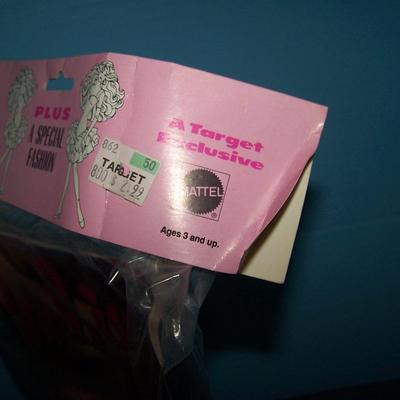 PLUS
A SPECIAL
FASHION
862
50
TARGET
800 $ 2.99
A Target
Exclusive
MATTEL
®
Ages 3 and up.